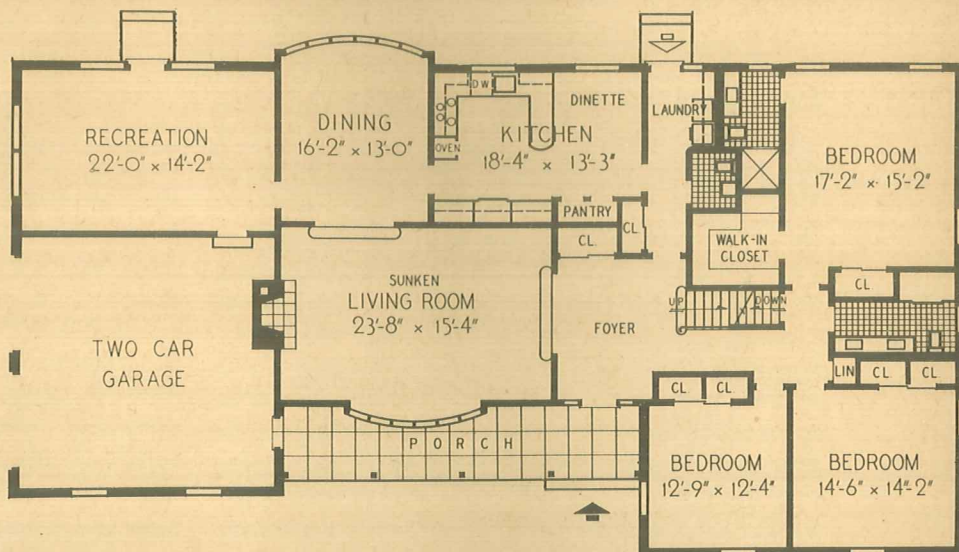 RECREATION
22'-0" × 14'-2"
DINING
16'-2" × 13'-0"
DW
OVEN
DINETTE
KITCHEN
18'-4" × 13'-3"
PANTRY
CL.
CL.
LAUNDRY
WALK-IN
CLOSET
BEDROOM
17'-2" × 15'-2"
CL
TWO CAR
GARAGE
SUNKEN
LIVING ROOM
23'-8" × 15'-4"
FOYER
UP
DOWN
LIN
CL.
CL.
CL.
CL.
PORCH
BEDROOM
12'-9" × 12'-4"
BEDROOM
14'-6" × 14'-2"